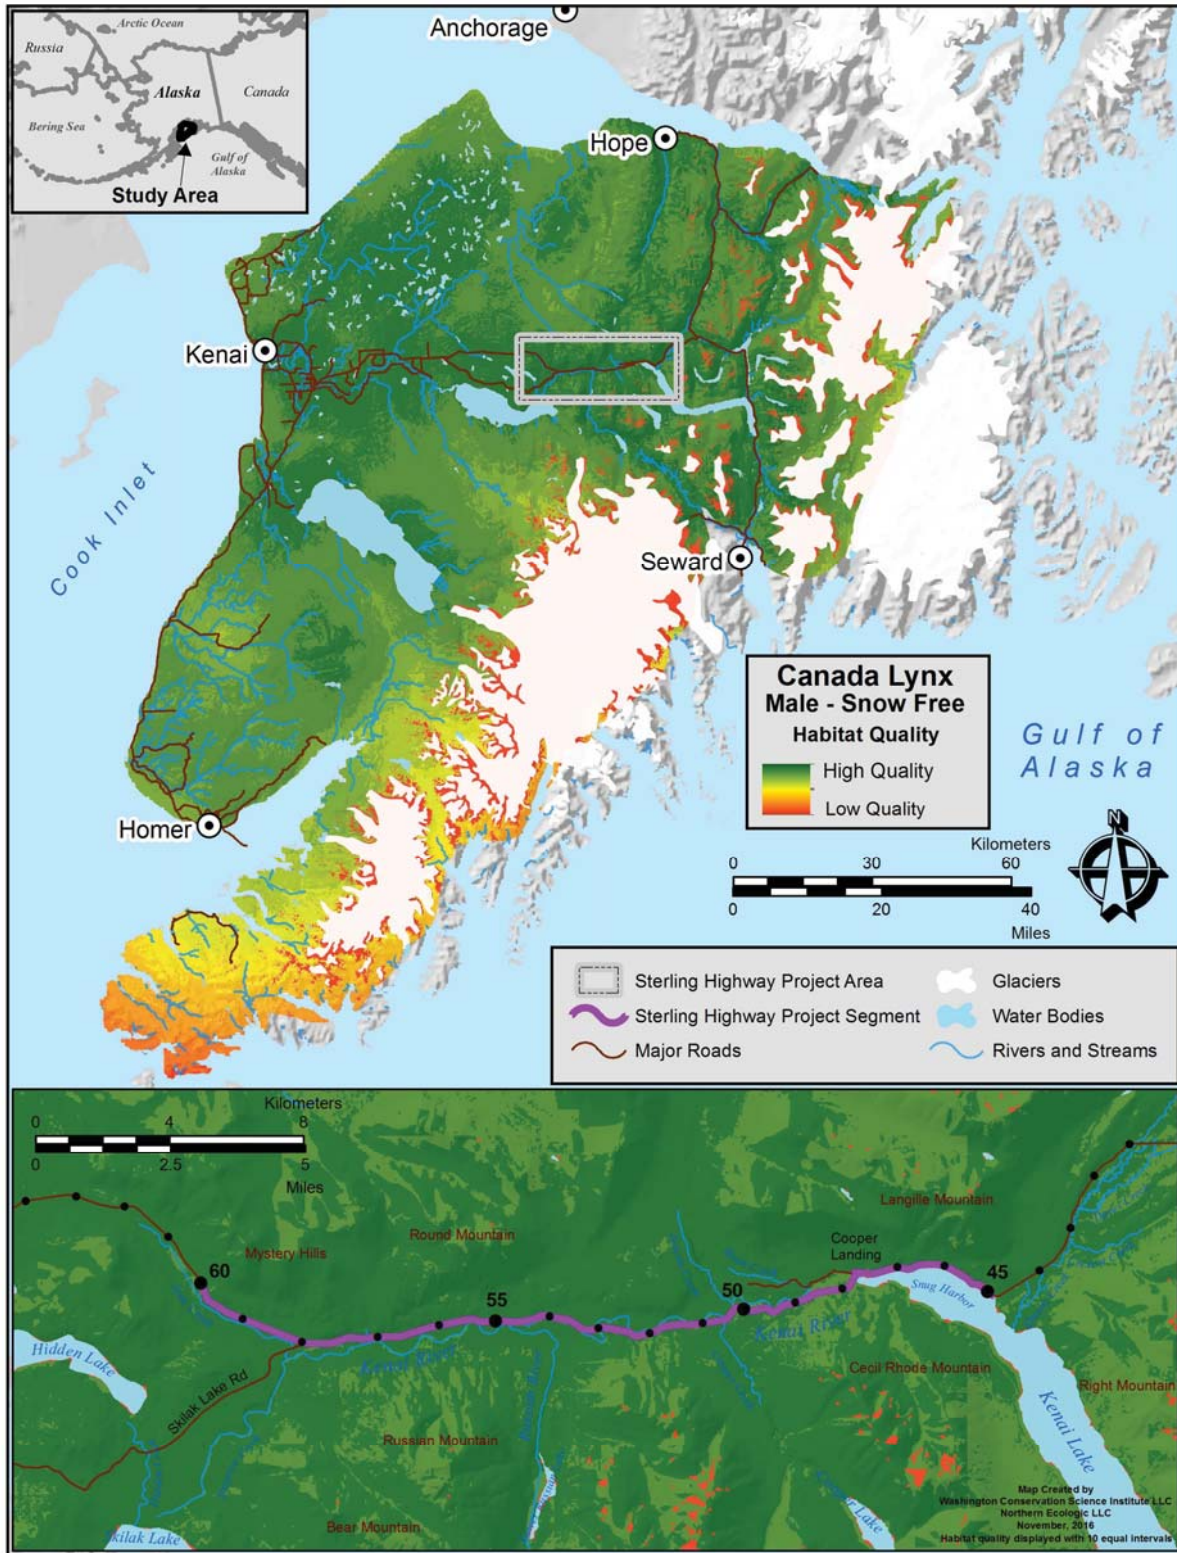 Arctic Ocean
Russia
Alaska
Canada
Bering Sea
Gulf of
Alaska
Study Area
Anchorage
Hope
Kenai
Cook Inlet
Seward
Homer
Canada Lynx
Male - Snow Free
Habitat Quality
High Quality
Low Quality
Gulf of
Alaska
N
Kilometers
0 30 60
0 20 40
Miles
Sterling Highway Project Area
Sterling Highway Project Segment
Major Roads
Glaciers
Water Bodies
Rivers and Streams
Kilometers
0 4 8
0 2.5 5
Miles
Langille Mountain
Round Mountain
Mystery Hills
Cooper
Landing
60
55
50
45
Snug Harbor
Kenai River
Kenai River
Hidden Lake
Skilak Lake Rd
Cecil Rhode Mountain
Right Mountain
Kenai Lake
Russian Mountain
Bear Mountain
Skilak Lake
Map Created by
Washington Conservation Science Institute LLC
Northern Ecologic LLC
November, 2016
Habitat quality displayed with 10 equal intervals